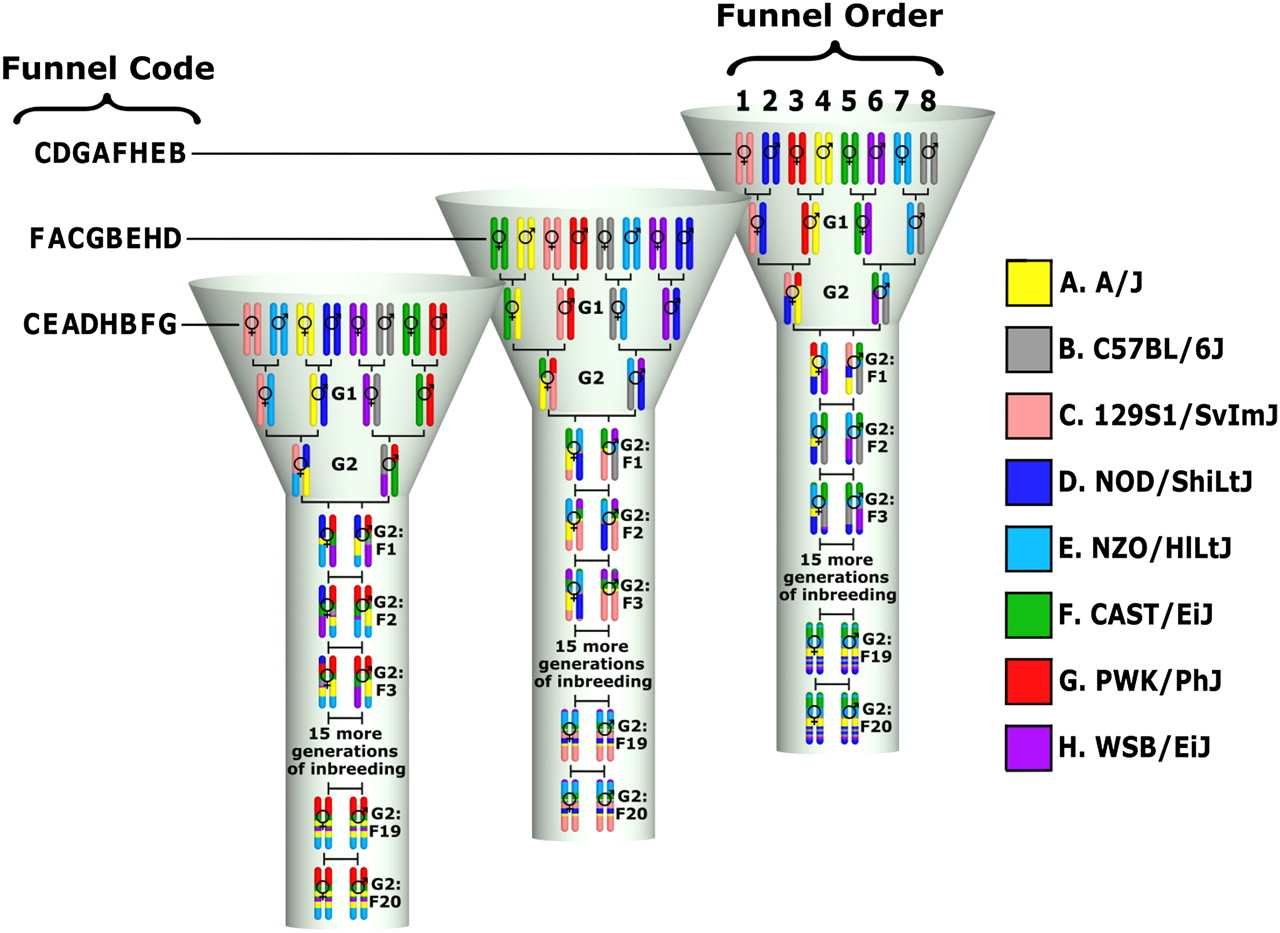 Funnel Order
Funnel Code
1 2 3 4 5 6 7 8
CDGAFHEB
G1
G2
G2:
F1
G2:
F2
G2:
F3
15 more
generations
of inbreeding
G2:
F19
G2:
F20
FACGBEHD
G1
G2
G2:
F1
G2:
F2
G2:
F3
15 more
generations
of inbreeding
G2:
F19
G2:
F20
CEADHBFG
G1
G2
G2:
F1
G2:
F2
G2:
F3
15 more
generations
of inbreeding
G2:
F19
G2:
F20
A. A/J
B. C57BL/6J
C. 129S1/SvImJ
D. NOD/ShiLtJ
E. NZO/HlLtJ
F. CAST/EiJ
G. PWK/PhJ
H. WSB/EiJ